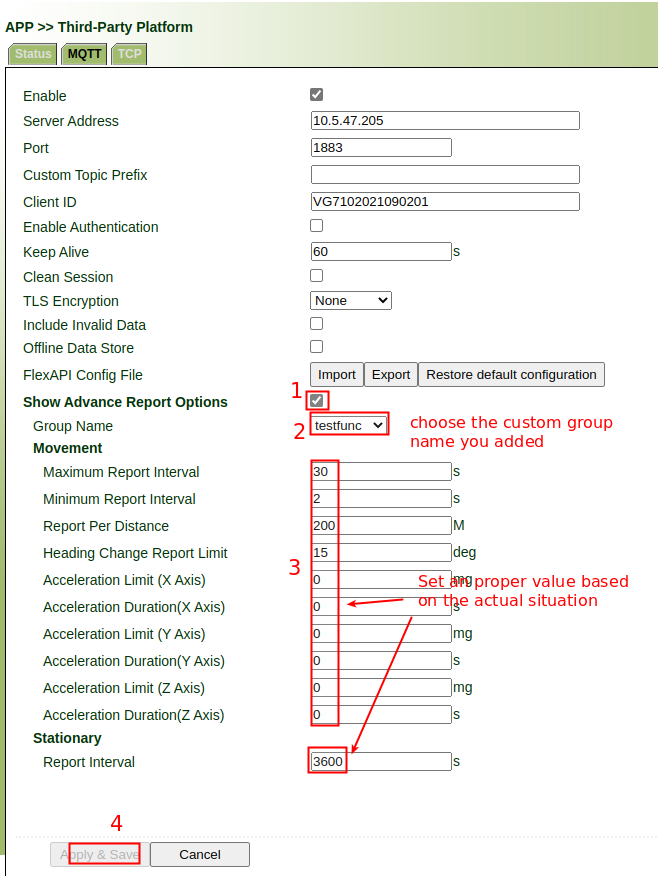 APP >> Third-Party Platform
Status MQTT TCP
Enable
Server Address 10.5.47.205
Port 1883
Custom Topic Prefix
Client ID VG7102021090201
Enable Authentication
Keep Alive 60 s
Clean Session
TLS Encryption None
Include Invalid Data
Offline Data Store
FlexAPI Config File Import Export Restore default configuration
1
Show Advance Report Options
Group Name 2 testfunc choose the custom group
name you added
Movement
Maximum Report Interval 30 s
Minimum Report Interval 2 s
Report Per Distance 200 M
Heading Change Report Limit 15 deg
3
Acceleration Limit (X Axis) 0 mg
Set an proper value based
on the actual situation
Acceleration Duration(X Axis) 0 s
Acceleration Limit (Y Axis) 0 mg
Acceleration Duration(Y Axis) 0 s
Acceleration Limit (Z Axis) 0 mg
Acceleration Duration(Z Axis) 0 s
Stationary
Report Interval 3600 s
4
Apply & Save Cancel